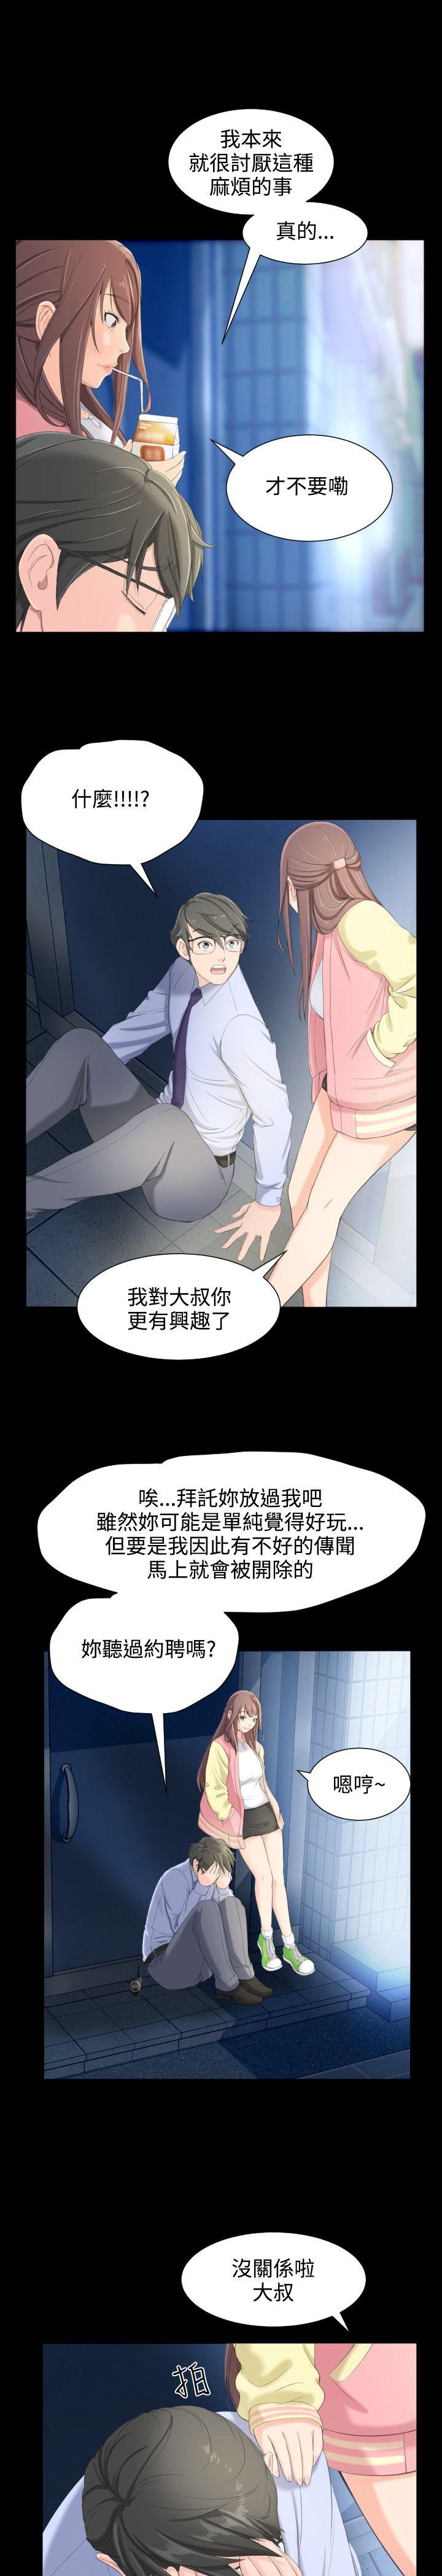 我本來
就很討厭這種
麻煩的事
真的...
才不要嘞
什麼!!!!?
我對大叔你
更有興趣了
唉...拜託妳放過我吧
雖然妳可能是單純覺得好玩...
但要是我因此有不好的傳聞
馬上就會被開除的
妳聽過約聘嗎?
嗯哼~
沒關係啦
大叔
拍